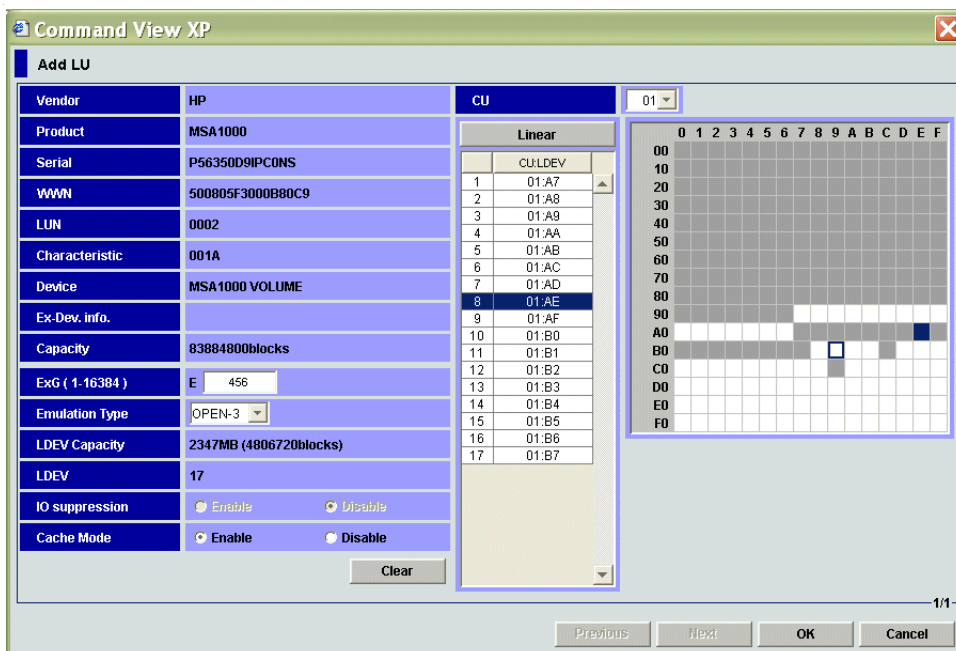 Command View XP
Add LU
Vendor HP
Product MSA1000
Serial P56350D9IPC0NS
WWN 500805F3000B80C9
LUN 0002
Characteristic 001A
Device MSA1000 VOLUME
Ex-Dev. info.
Capacity 83884800blocks
ExG ( 1-16384 ) E 456
Emulation Type OPEN-3
LDEV Capacity 2347MB (4806720blocks)
LDEV 17
IO suppression Enable Disable
Cache Mode Enable Disable
Clear
CU 01
Linear
CU:LDEV
1 01:A7
2 01:A8
3 01:A9
4 01:AA
5 01:AB
6 01:AC
7 01:AD
8 01:AE
9 01:AF
10 01:B0
11 01:B1
12 01:B2
13 01:B3
14 01:B4
15 01:B5
16 01:B6
17 01:B7
0 1 2 3 4 5 6 7 8 9 A B C D E F
00
10
20
30
40
50
60
70
80
90
A0
B0
C0
D0
E0
F0
1/1
Previous Next OK Cancel